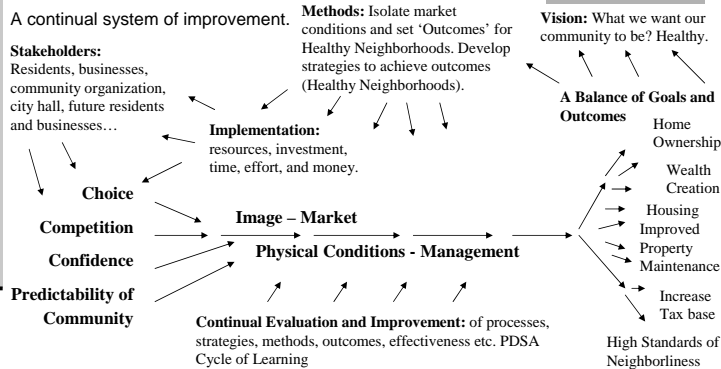 A continual system of improvement.
Methods: Isolate market
conditions and set ‘Outcomes’ for
Healthy Neighborhoods. Develop
strategies to achieve outcomes
(Healthy Neighborhoods).
Vision: What we want our
community to be? Healthy.
Stakeholders:
Residents, businesses,
community organization,
city hall, future residents
and businesses…
Implementation:
resources, investment,
time, effort, and money.
A Balance of Goals and
Outcomes
Choice
Competition
Confidence
Predictability of
Community
Image – Market
Physical Conditions - Management
Home
Ownership
Wealth
Creation
Housing
Improved
Property
Maintenance
Increase
Tax base
High Standards of
Neighborliness
Continual Evaluation and Improvement: of processes,
strategies, methods, outcomes, effectiveness etc. PDSA
Cycle of Learning